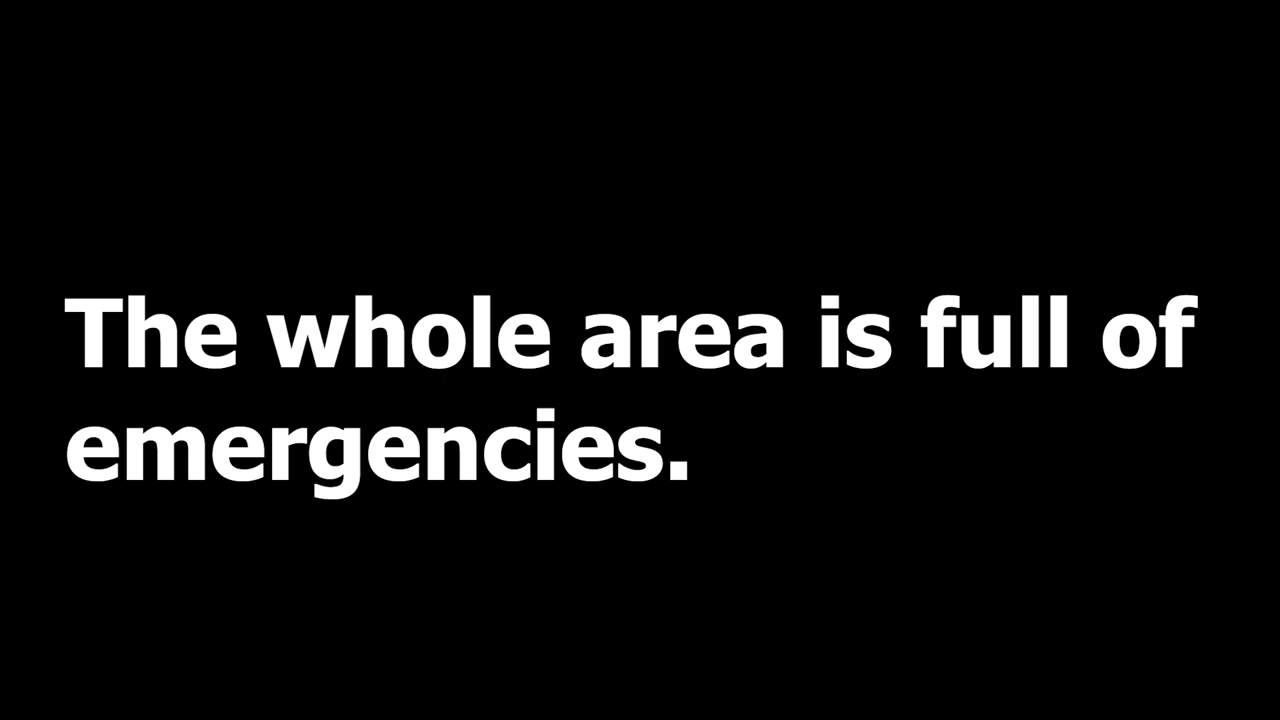 The whole area is full of
emergencies.